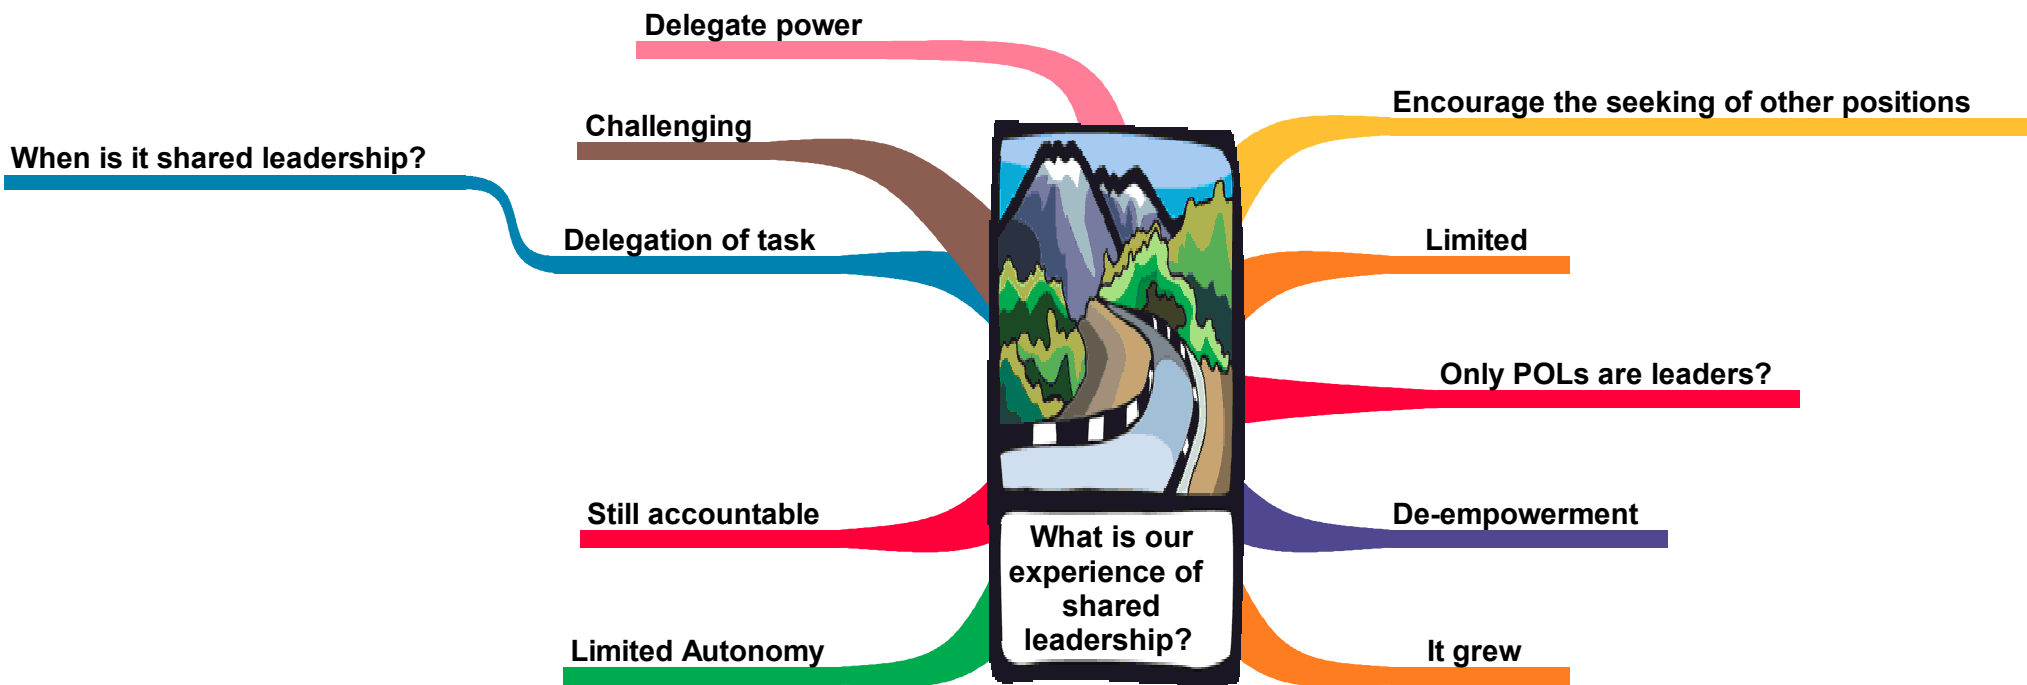 Delegate power
Encourage the seeking of other positions
Challenging
When is it shared leadership?
Delegation of task
Limited
Only POLs are leaders?
Still accountable
De-empowerment
What is our
experience of
shared
leadership?
Limited Autonomy
It grew